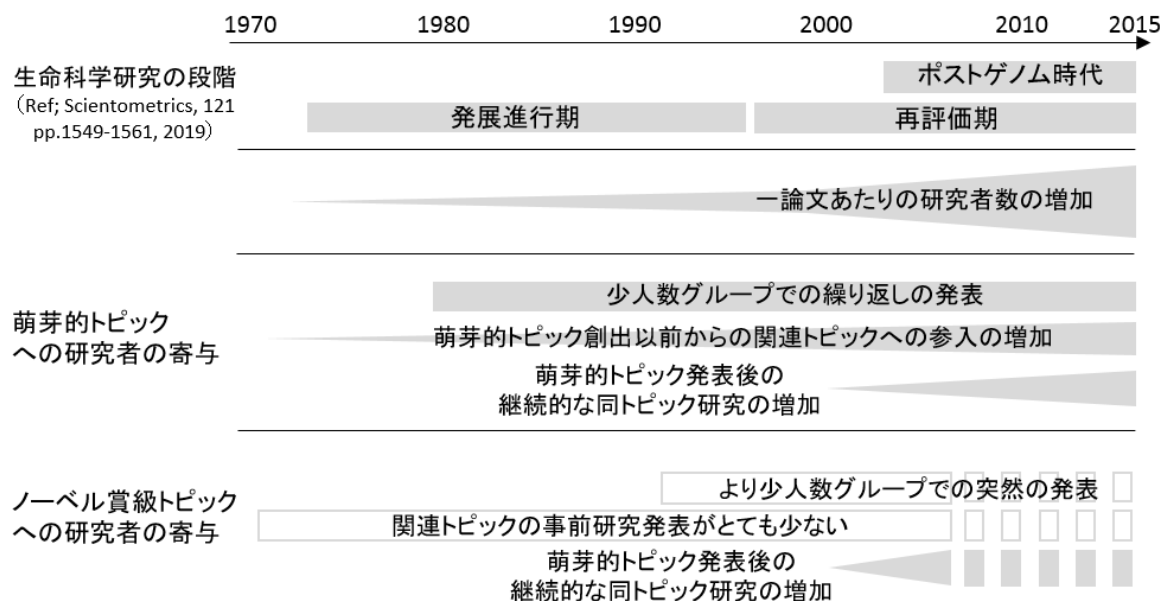 1970 1980 1990 2000 2010 2015
生命科学研究の段階
(Ref; Scientometrics, 121
pp.1549-1561, 2019)
ポストゲノム時代
発展進行期 再評価期
一論文あたりの研究者数の増加
萌芽的トピック
への研究者の寄与
少人数グループでの繰り返しの発表
萌芽的トピック創出以前からの関連トピックへの参入の増加
萌芽的トピック発表後の
継続的な同トピック研究の増加
ノーベル賞級トピック
への研究者の寄与
より少人数グループでの突然の発表
関連トピックの事前研究発表がとても少ない
萌芽的トピック発表後の
継続的な同トピック研究の増加